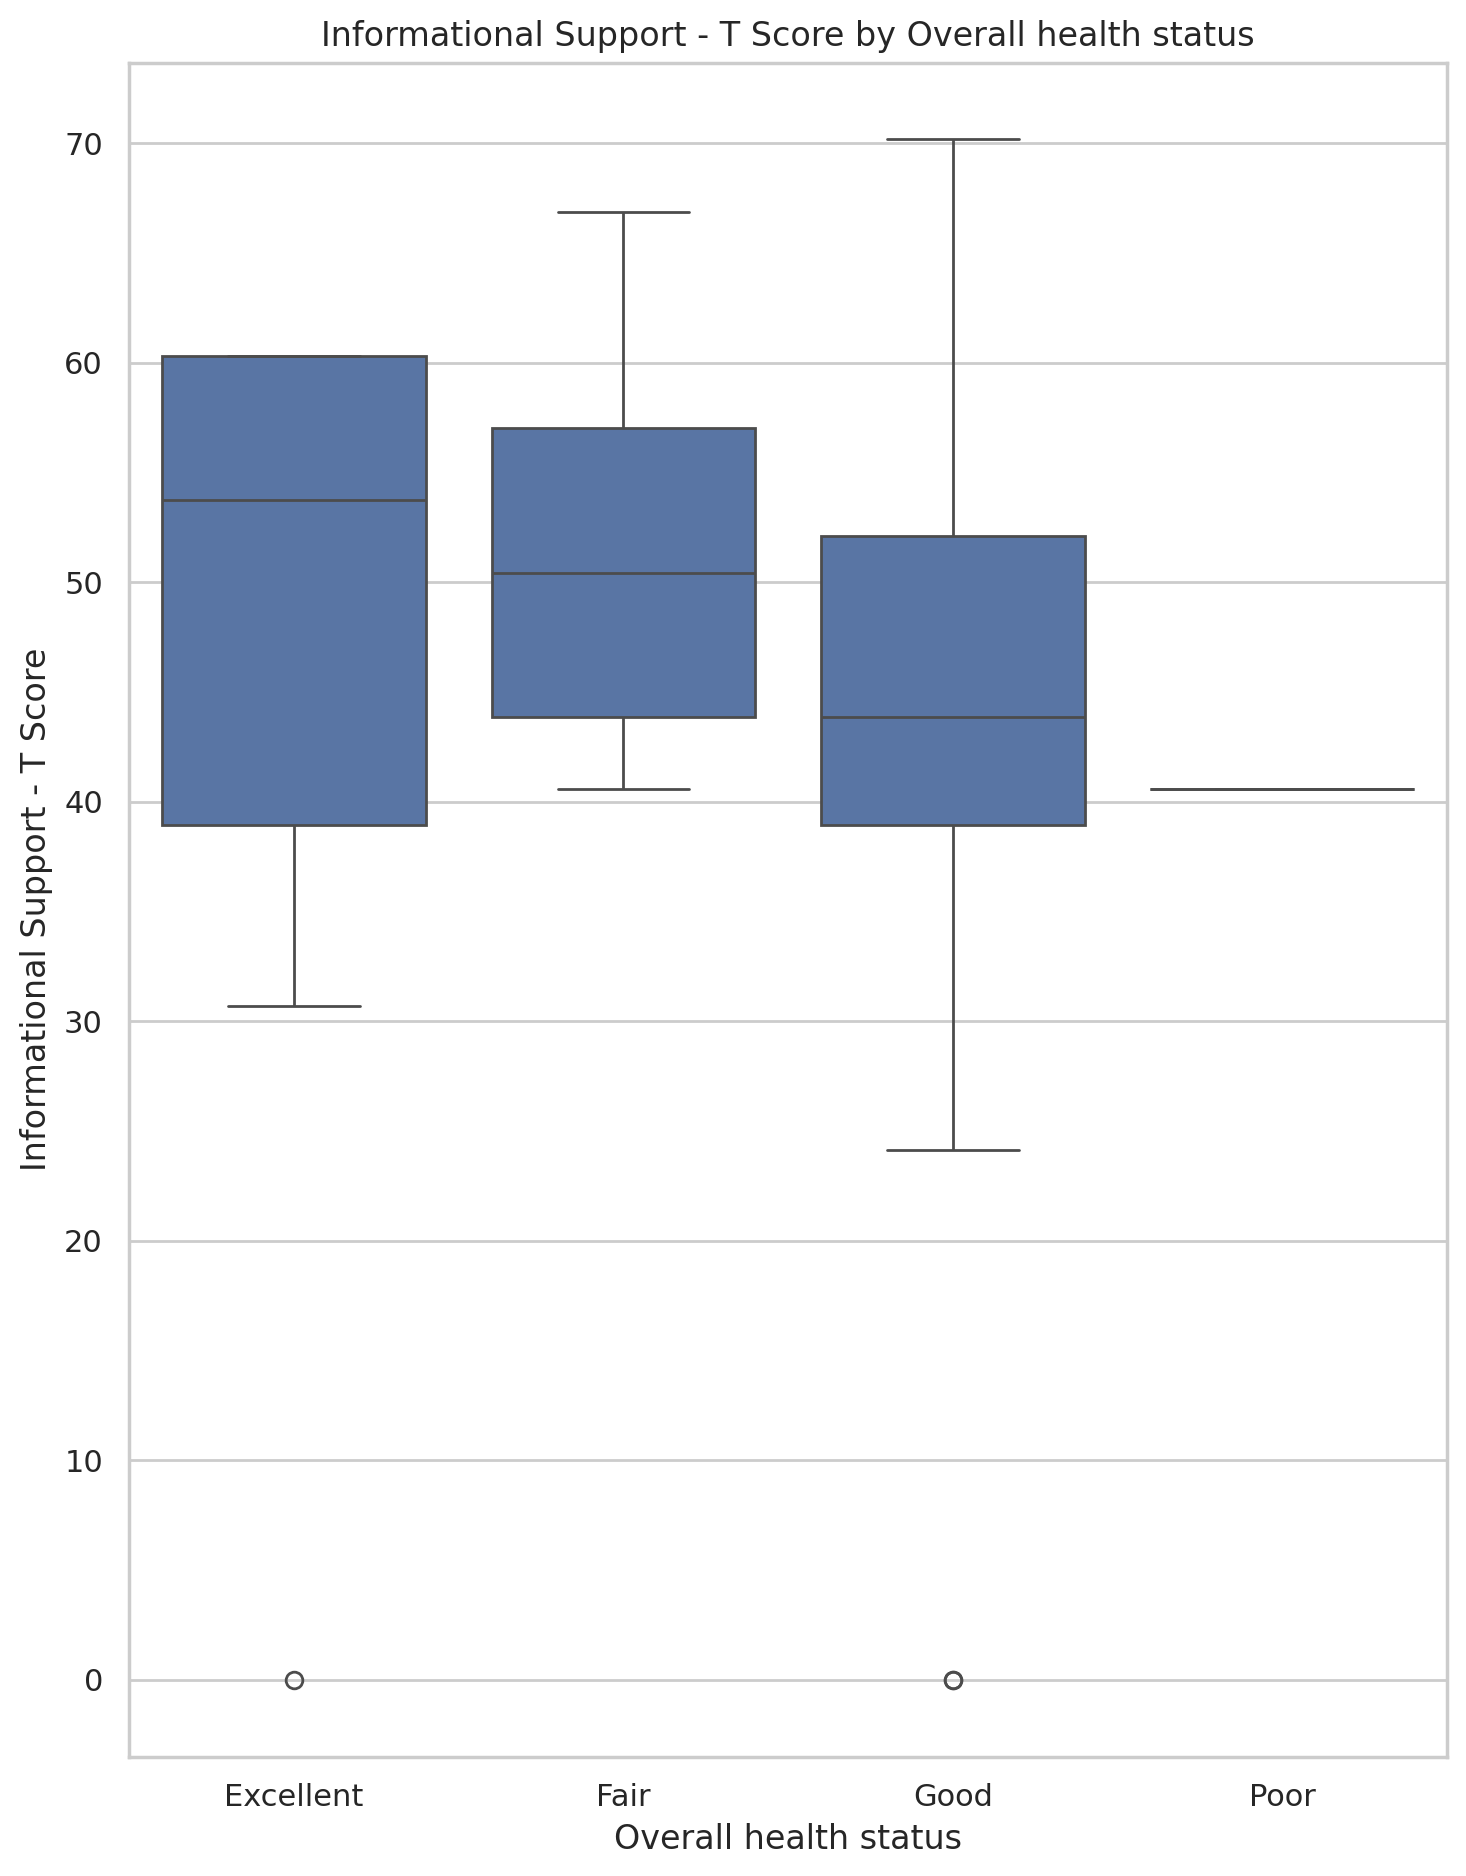 Informational Support - T Score by Overall health status
Informational Support - T Score
70
60
50
40
30
20
10
0
Excellent
Fair
Good
Poor
Overall health status